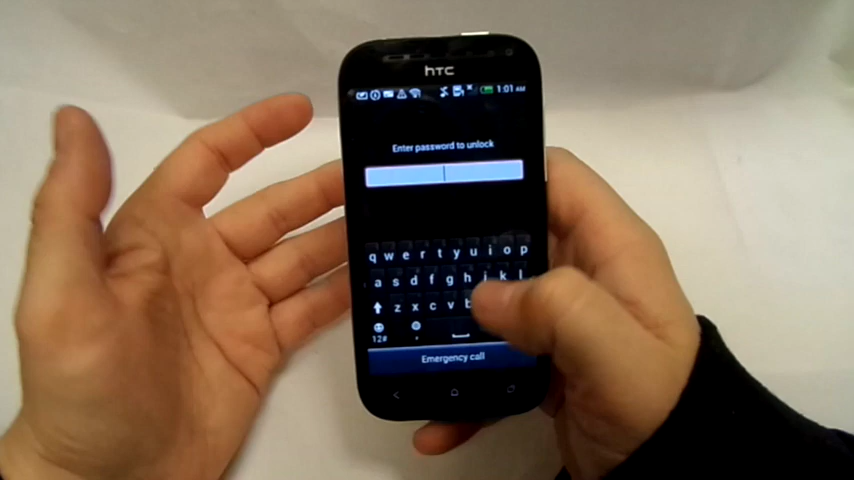 hTC
1:01 AM
Enter password to unlock
q w e r t y u i o p
a s d f g h j k l
z x c v b
12#
Emergency call